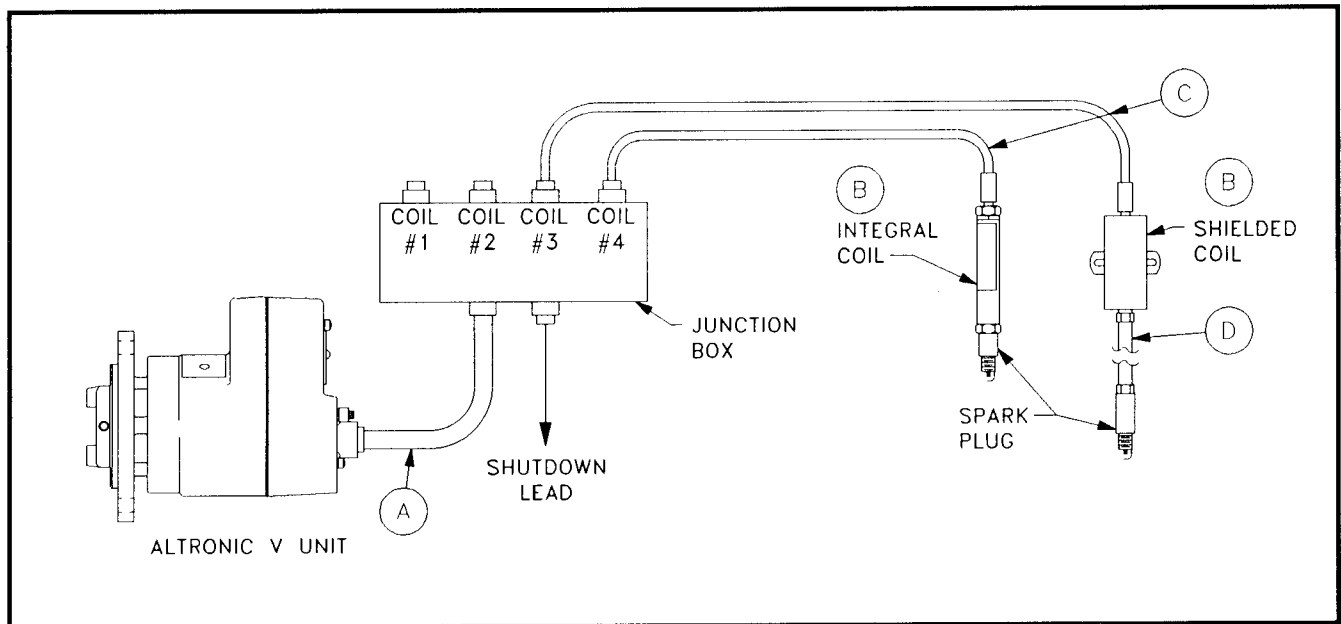 C
COIL #1
COIL #2
COIL #3
COIL #4
B
INTEGRAL
COIL
B
SHIELDED
COIL
JUNCTION
BOX
D
SPARK
PLUG
SHUTDOWN
LEAD
A
ALTRONIC V UNIT